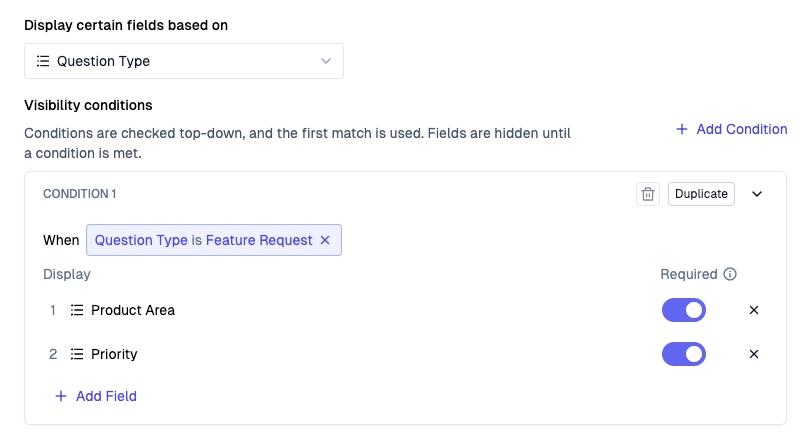 Display certain fields based on
Question Type
Visibility conditions
Conditions are checked top-down, and the first match is used. Fields are hidden until
a condition is met.
+ Add Condition
CONDITION 1
Duplicate
When Question Type is Feature Request ×
Display Required
1 Product Area
2 Priority
+ Add Field